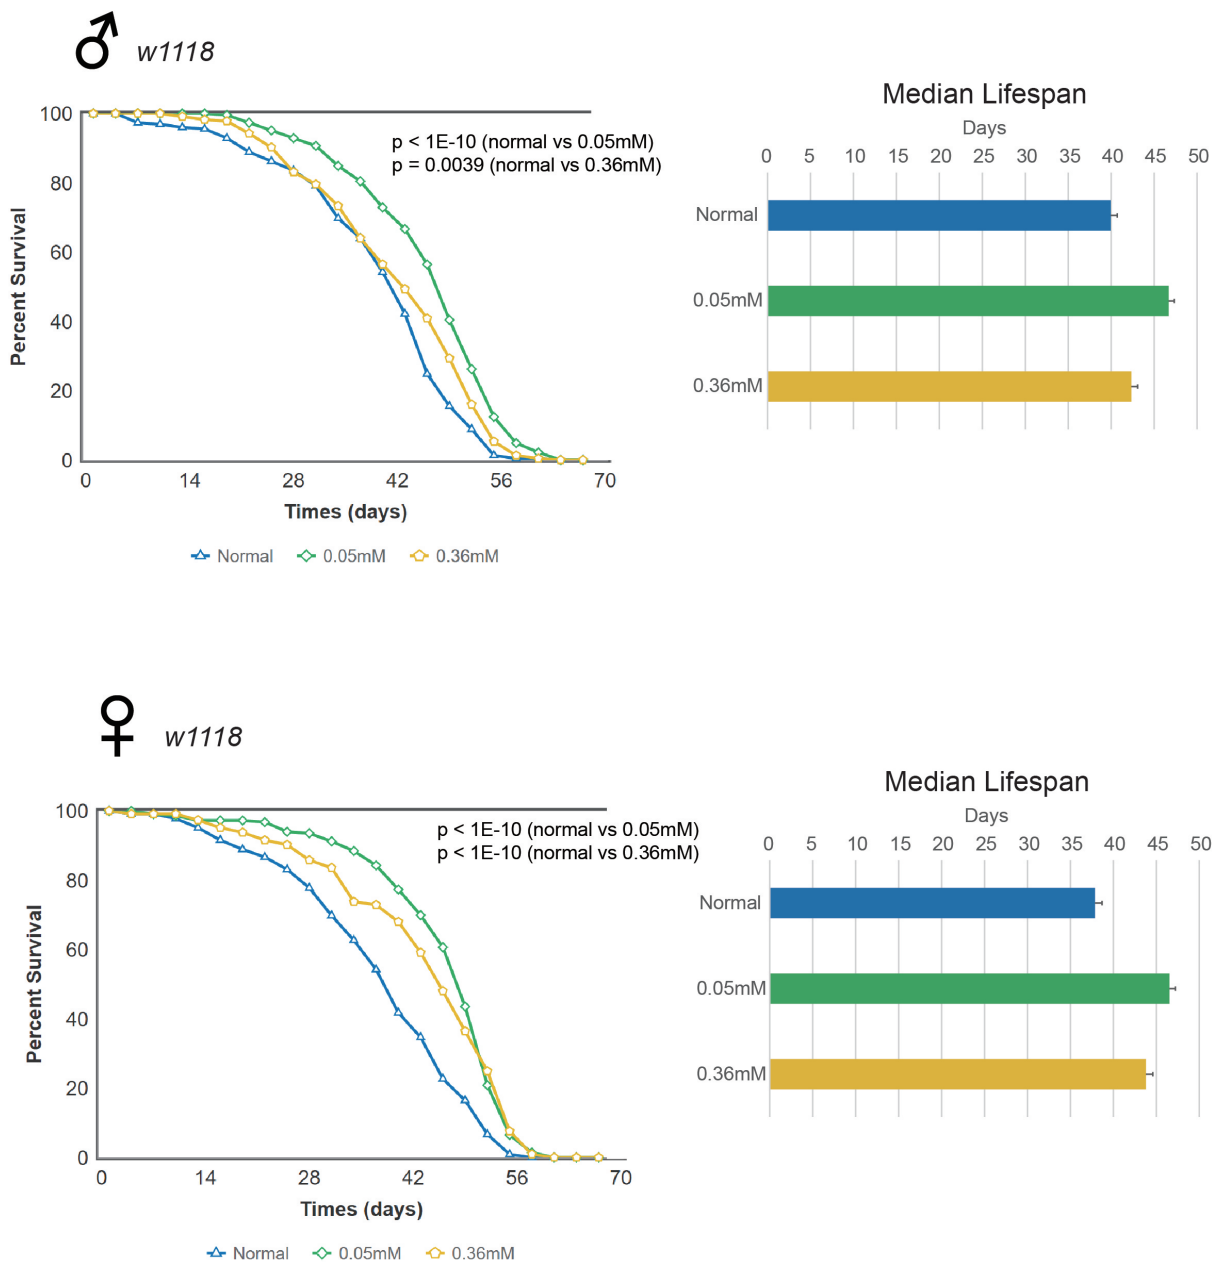 ♂ w1118
Median Lifespan
Days
0 5 10 15 20 25 30 35 40 45 50
Normal
0.05mM
0.36mM
p < 1E-10 (normal vs 0.05mM)
p = 0.0039 (normal vs 0.36mM)
Percent Survival
100
80
60
40
20
0
0 14 28 42 56 70
Times (days)
Normal 0.05mM 0.36mM
♀ w1118
Median Lifespan
Days
0 5 10 15 20 25 30 35 40 45 50
Normal
0.05mM
0.36mM
p < 1E-10 (normal vs 0.05mM)
p < 1E-10 (normal vs 0.36mM)
Percent Survival
100
80
60
40
20
0
0 14 28 42 56 70
Times (days)
Normal 0.05mM 0.36mM